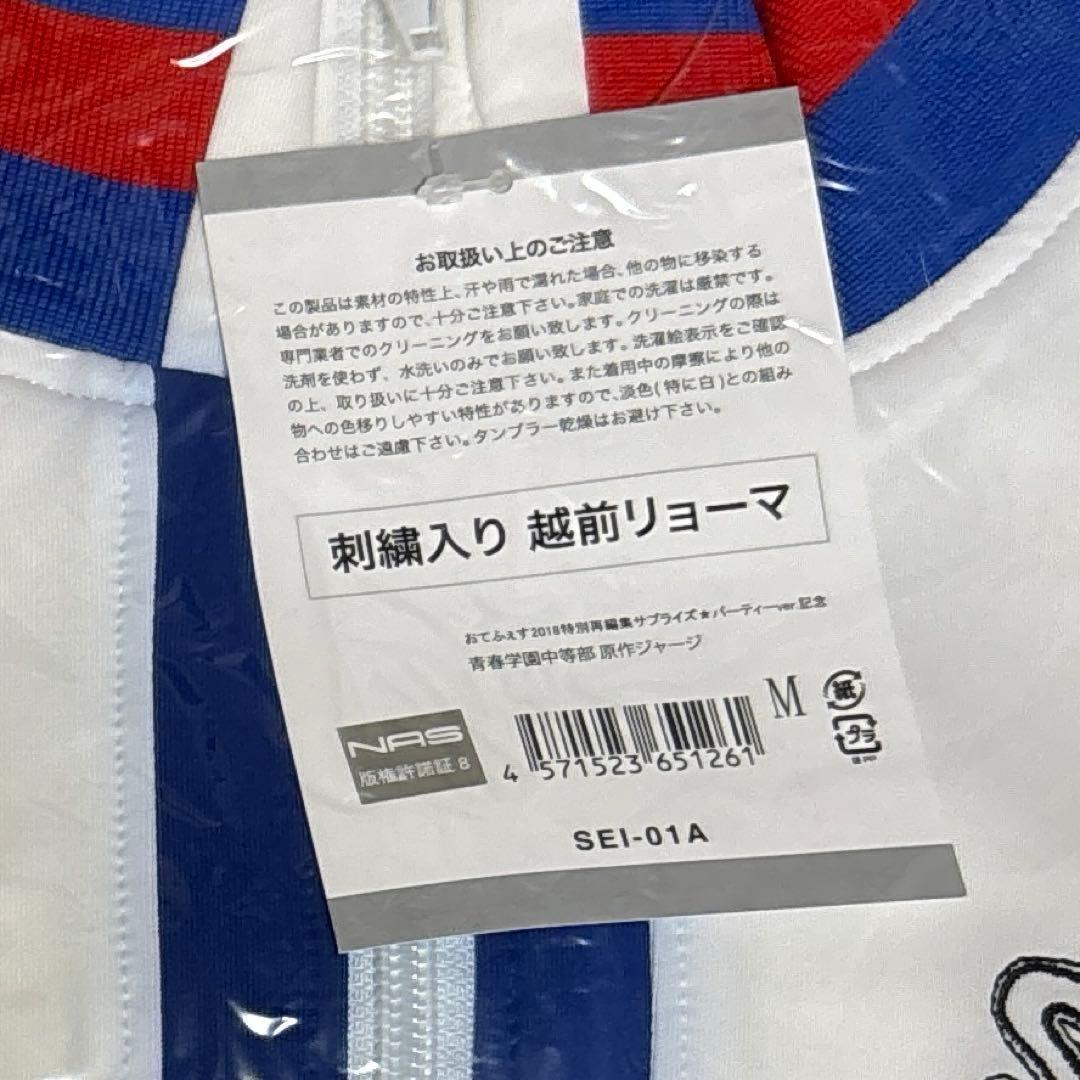 お取扱い上のご注意
この製品は素材の特性上、汗や雨で濡れた場合、他の物に移染する
場合がありますので、十分ご注意下さい。家庭での洗濯は厳禁です。
専門業者でのクリーニングをお願い致します。クリーニングの際は
洗剤を使わず、水洗いのみでお願い致します。洗濯絵表示をご確認
の上、取り扱いに十分ご注意下さい。また着用中の摩擦により他の
物への色移りしやすい特性がありますので、淡色(特に白)との組み
合わせはご遠慮下さい。タンブラー乾燥はお避け下さい。
刺繍入り 越前リョーマ
おてふぇす2018特別再編集サプライズ★パーティーver.記念
青春学園中等部 原作ジャージ
M
紙
プラ
NAS
版権許諾証 8
4 571523 651261
SEI-01A